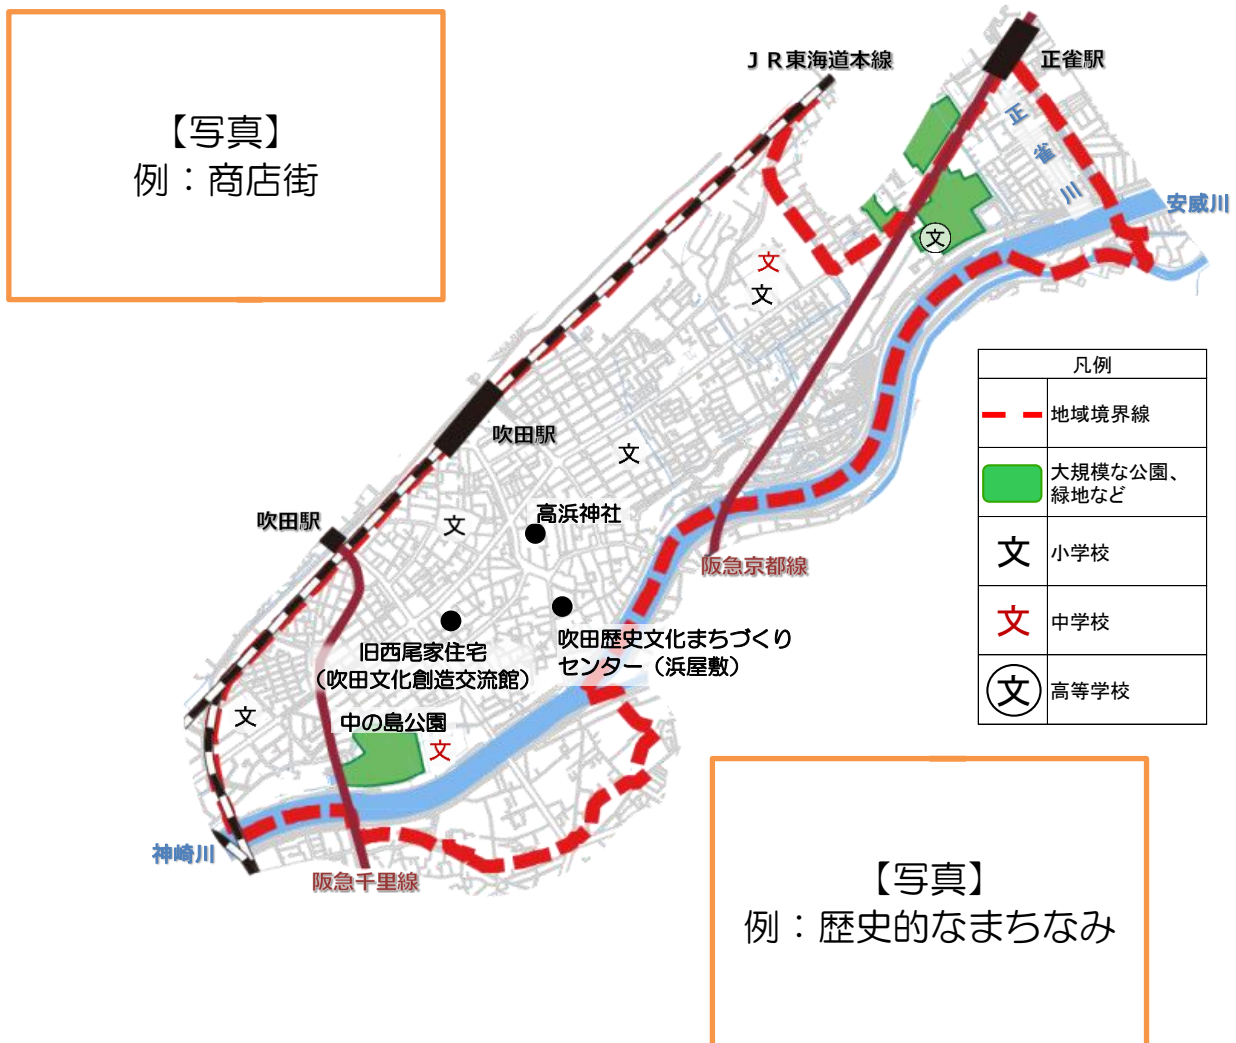 【写真】
例：商店街
ＪＲ東海道本線
正雀駅
正
雀
川
安威川
文
文
文
吹田駅
文
吹田駅
文
高浜神社
阪急京都線
旧西尾家住宅
（吹田文化創造交流館）
吹田歴史文化まちづくり
センター（浜屋敷）
文
中の島公園
文
神崎川
阪急千里線
凡例
地域境界線
大規模な公園、
緑地など
文 小学校
文 中学校
文 高等学校
【写真】
例：歴史的なまちなみ